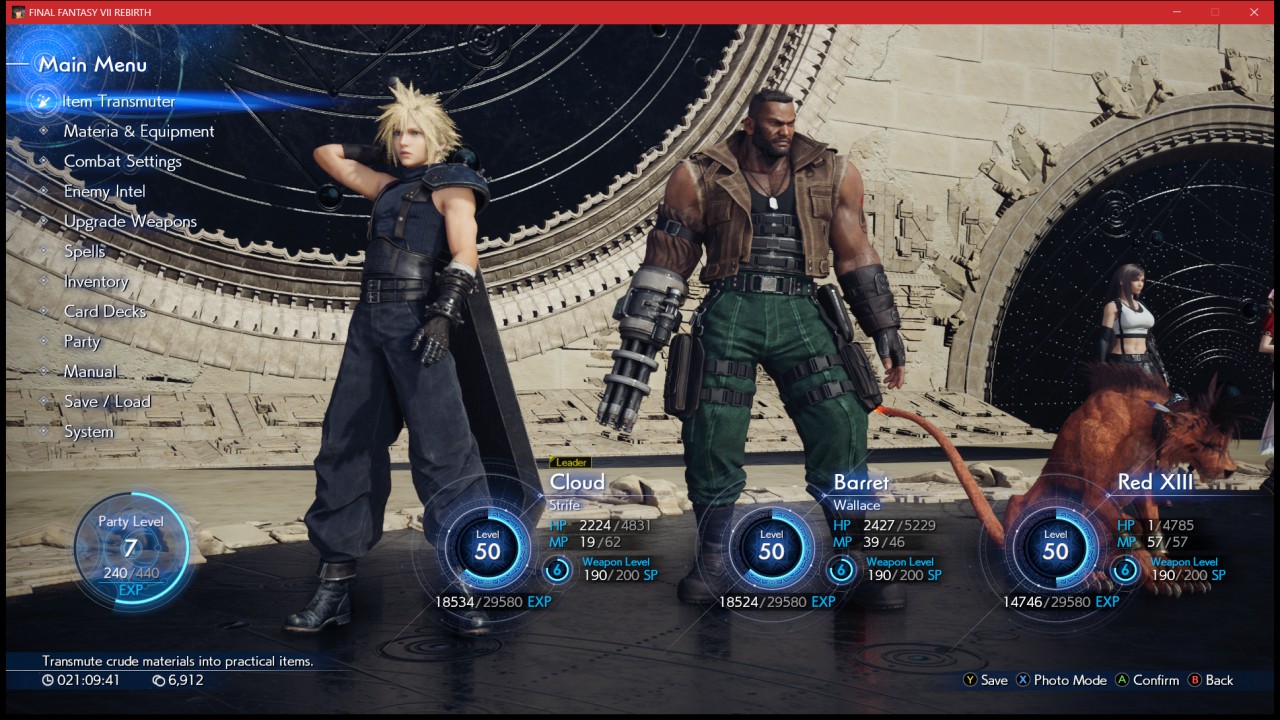 FINAL FANTASY VII REBIRTH
Main Menu
Item Transmuter
Materia & Equipment
Combat Settings
Enemy Intel
Upgrade Weapons
Spells
Inventory
Card Decks
Party
Manual
Save / Load
System
Party Level
7
240/440
EXP
Leader
Cloud
Strife
Level
50
HP 2224/4831
MP 19/62
6
Weapon Level
190/200 SP
18534/29580 EXP
Barret
Wallace
Level
50
HP 2427/5229
MP 39/46
6
Weapon Level
190/200 SP
18524/29580 EXP
Red XIII
Level
50
HP 1/4785
MP 57/57
6
Weapon Level
190/200 SP
14746/29580 EXP
Transmute crude materials into practical items.
021:09:41 6,912
Y Save X Photo Mode A Confirm B Back